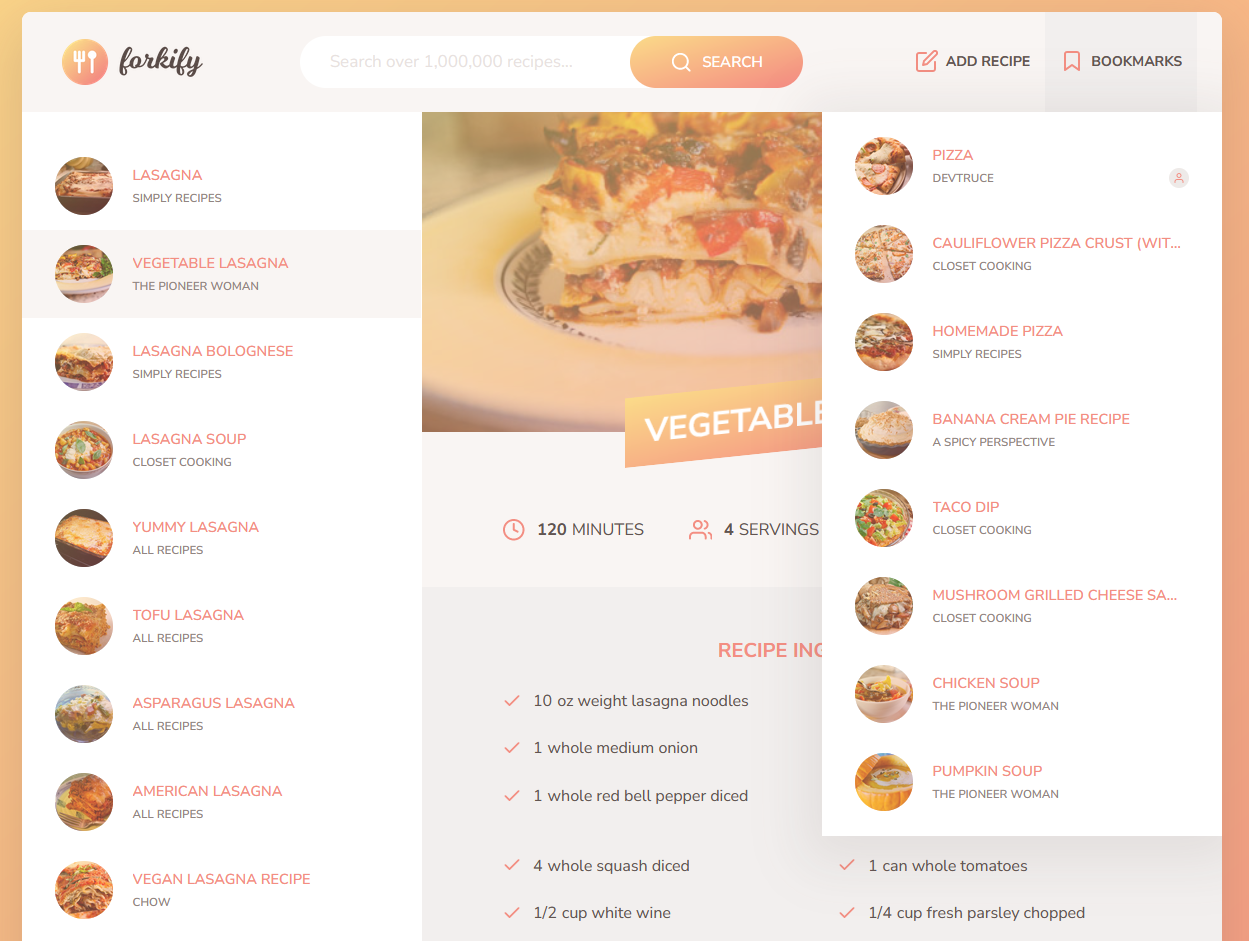 forkify
Search over 1,000,000 recipes...
SEARCH
ADD RECIPE
BOOKMARKS
LASAGNA
SIMPLY RECIPES
VEGETABLE LASAGNA
THE PIONEER WOMAN
LASAGNA BOLOGNESE
SIMPLY RECIPES
LASAGNA SOUP
CLOSET COOKING
YUMMY LASAGNA
ALL RECIPES
TOFU LASAGNA
ALL RECIPES
ASPARAGUS LASAGNA
ALL RECIPES
AMERICAN LASAGNA
ALL RECIPES
VEGAN LASAGNA RECIPE
CHOW
VEGETABLE
120 MINUTES
4 SERVINGS
RECIPE ING
10 oz weight lasagna noodles
1 whole medium onion
1 whole red bell pepper diced
4 whole squash diced
1 can whole tomatoes
1/2 cup white wine
1/4 cup fresh parsley chopped
PIZZA
DEVTRUCE
CAULIFLOWER PIZZA CRUST (WIT...
CLOSET COOKING
HOMEMADE PIZZA
SIMPLY RECIPES
BANANA CREAM PIE RECIPE
A SPICY PERSPECTIVE
TACO DIP
CLOSET COOKING
MUSHROOM GRILLED CHEESE SA...
CLOSET COOKING
CHICKEN SOUP
THE PIONEER WOMAN
PUMPKIN SOUP
THE PIONEER WOMAN